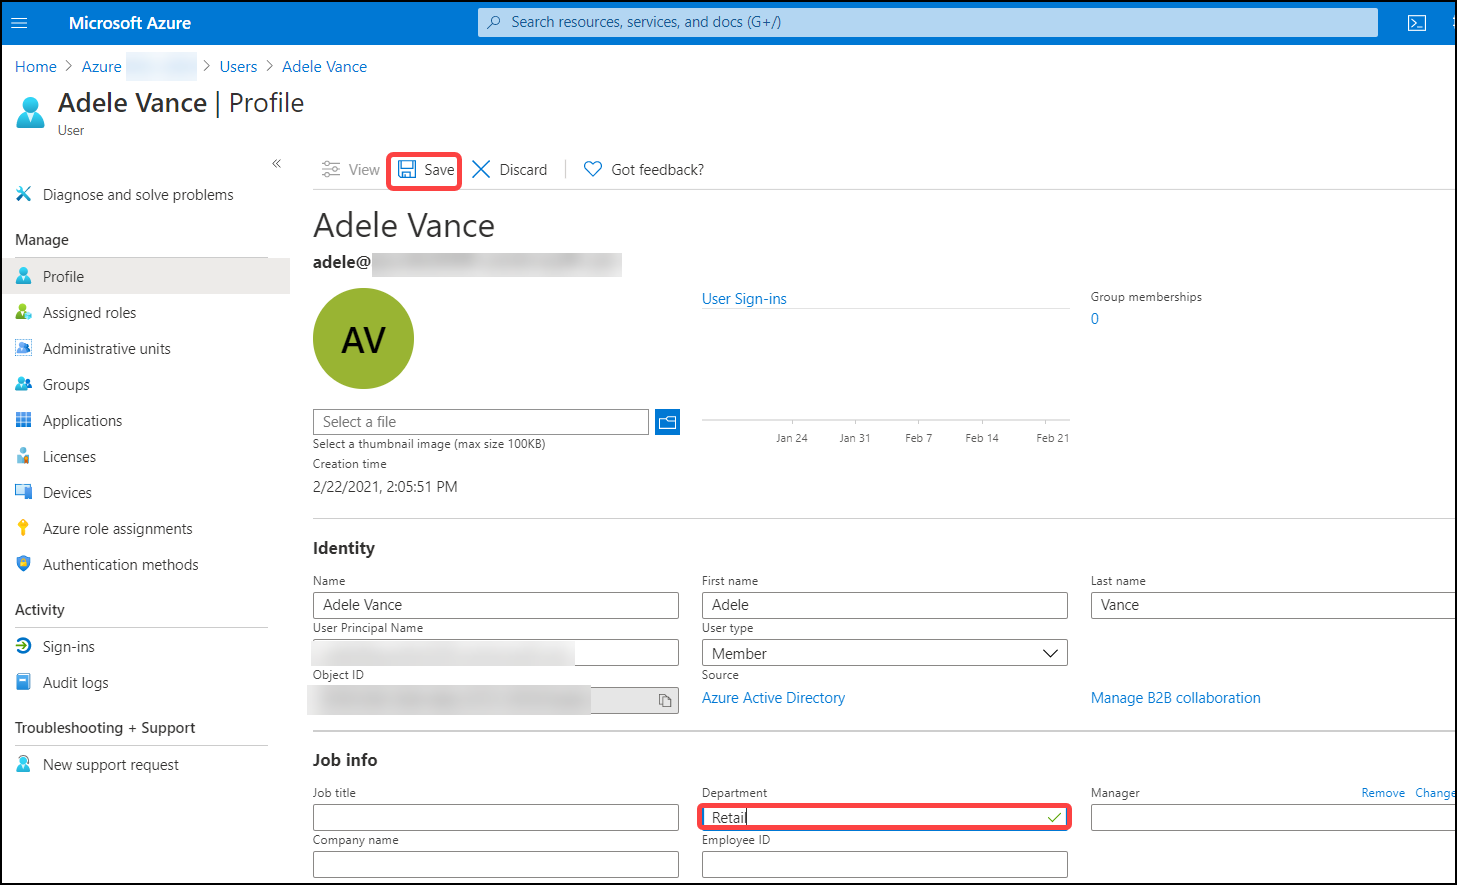 Microsoft Azure
Search resources, services, and docs (G+/)
Home > Azure > Users > Adele Vance
Adele Vance | Profile
User
«
View
Save
Discard
Got feedback?
Diagnose and solve problems
Manage
Profile
Assigned roles
Administrative units
Groups
Applications
Licenses
Devices
Azure role assignments
Authentication methods
Activity
Sign-ins
Audit logs
Troubleshooting + Support
New support request
Adele Vance
adele@
AV
User Sign-ins
Group memberships
0
Jan 24 Jan 31 Feb 7 Feb 14 Feb 21
Select a file
Select a thumbnail image (max size 100KB)
Creation time
2/22/2021, 2:05:51 PM
Identity
Name
Adele Vance
First name
Adele
Last name
Vance
User Principal Name
User type
Member
Object ID
Source
Azure Active Directory
Manage B2B collaboration
Job info
Job title
Department
Retail
Manager
Remove Change
Company name
Employee ID